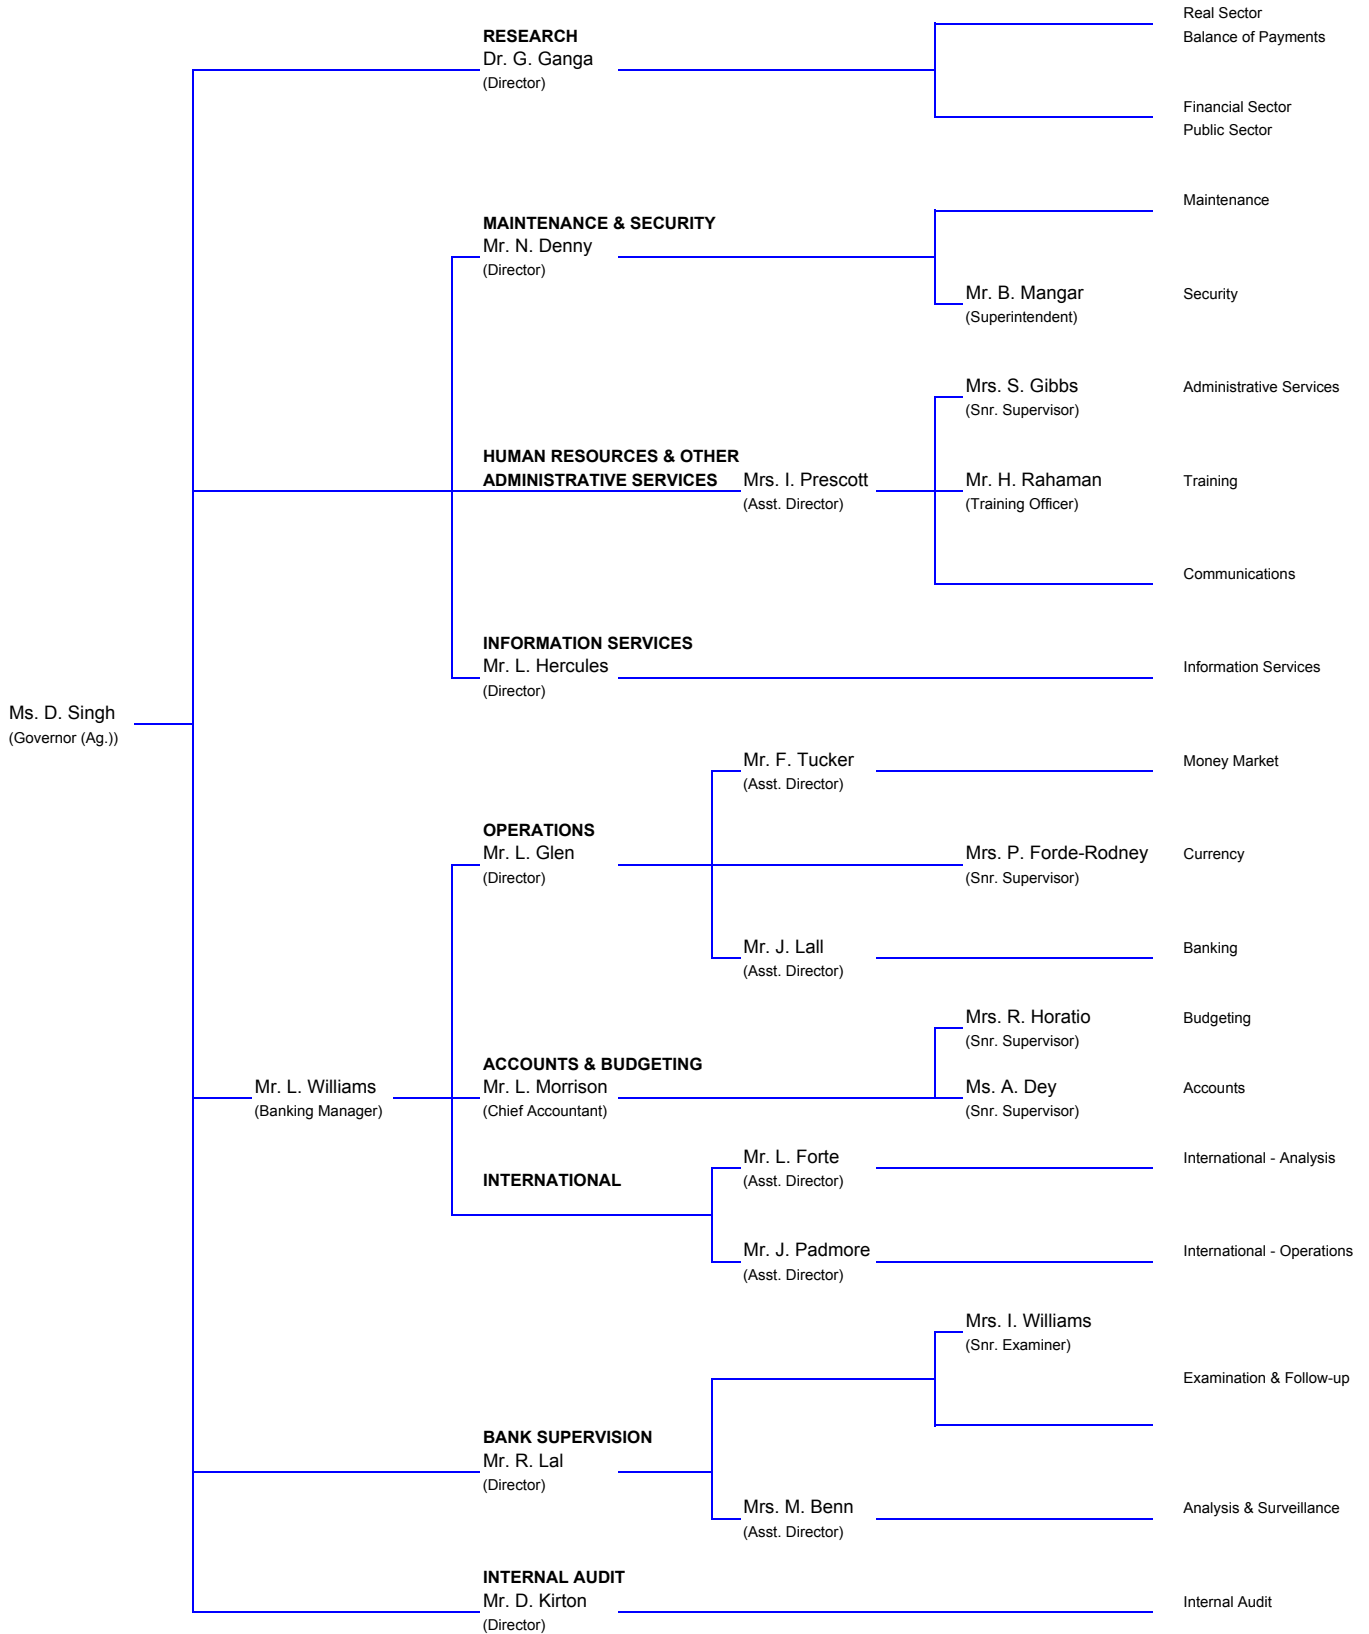 Real Sector
Balance of Payments
RESEARCH
Dr. G. Ganga
(Director)
Financial Sector
Public Sector
Maintenance
MAINTENANCE & SECURITY
Mr. N. Denny
(Director)
Mr. B. Mangar
(Superintendent)
Security
Mrs. S. Gibbs
(Snr. Supervisor)
Administrative Services
HUMAN RESOURCES & OTHER
ADMINISTRATIVE SERVICES
Mrs. I. Prescott
(Asst. Director)
Mr. H. Rahaman
(Training Officer)
Training
Communications
INFORMATION SERVICES
Mr. L. Hercules
(Director)
Information Services
Ms. D. Singh
(Governor (Ag.))
Mr. F. Tucker
(Asst. Director)
Money Market
OPERATIONS
Mr. L. Glen
(Director)
Mrs. P. Forde-Rodney
(Snr. Supervisor)
Currency
Mr. J. Lall
(Asst. Director)
Banking
Mrs. R. Horatio
(Snr. Supervisor)
Budgeting
ACCOUNTS & BUDGETING
Mr. L. Williams
(Banking Manager)
Mr. L. Morrison
(Chief Accountant)
Ms. A. Dey
(Snr. Supervisor)
Accounts
INTERNATIONAL
Mr. L. Forte
(Asst. Director)
International - Analysis
Mr. J. Padmore
(Asst. Director)
International - Operations
Mrs. I. Williams
(Snr. Examiner)
Examination & Follow-up
BANK SUPERVISION
Mr. R. Lal
(Director)
Mrs. M. Benn
(Asst. Director)
Analysis & Surveillance
INTERNAL AUDIT
Mr. D. Kirton
(Director)
Internal Audit